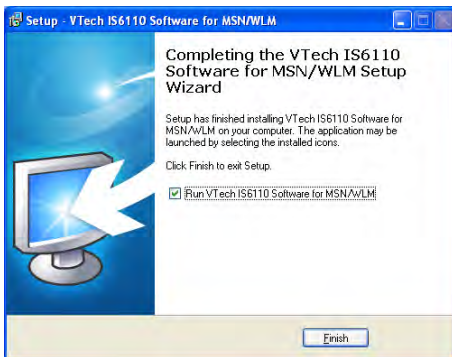 Setup - VTech IS6110 Software for MSN/WLM
Completing the VTech IS6110
Software for MSN/WLM Setup
Wizard
Setup has finished installing VTech IS6110 Software for
MSN/WLM on your computer. The application may be
launched by selecting the installed icons.
Click Finish to exit Setup.
Run VTech IS6110 Software for MSN/WLM
Finish